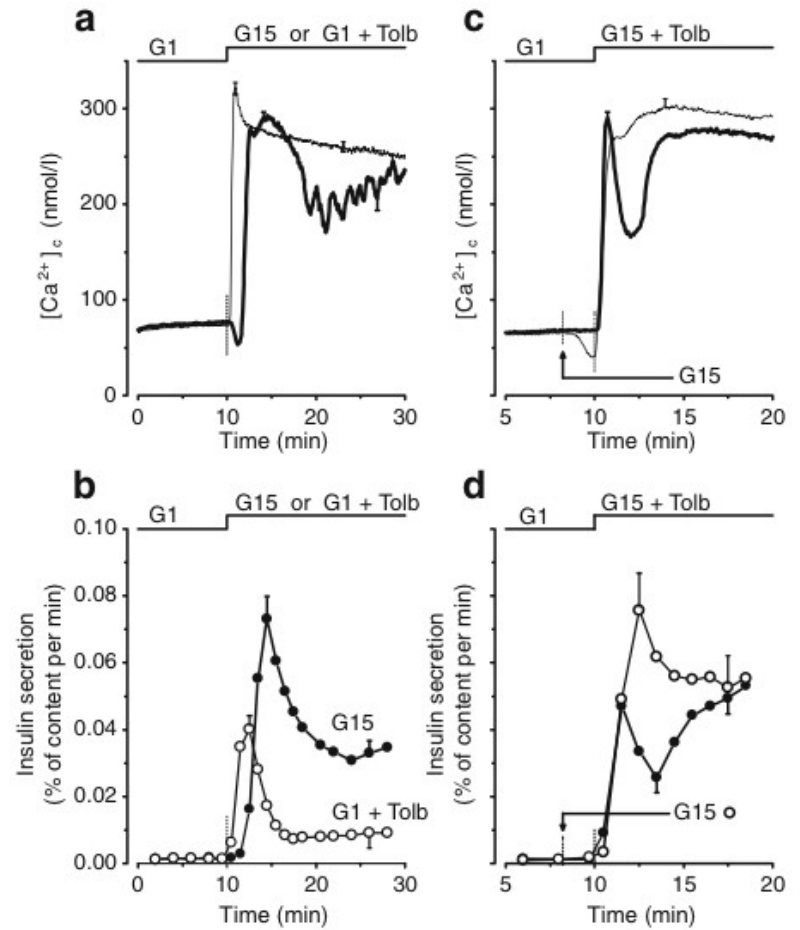 a
G1
G15 or G1 + Tolb
[Ca2+]c (nmol/l)
300
200
100
0
0
10
20
30
Time (min)
c
G1
G15 + Tolb
[Ca2+]c (nmol/l)
300
200
100
0
G15
5
10
15
20
Time (min)
b
G1
G15 or G1 + Tolb
Insulin secretion
(% of content per min)
0.10
0.08
0.06
0.04
0.02
0.00
G15
G1 + Tolb
0
10
20
30
Time (min)
d
G1
G15 + Tolb
Insulin secretion
(% of content per min)
G15
5
10
15
20
Time (min)